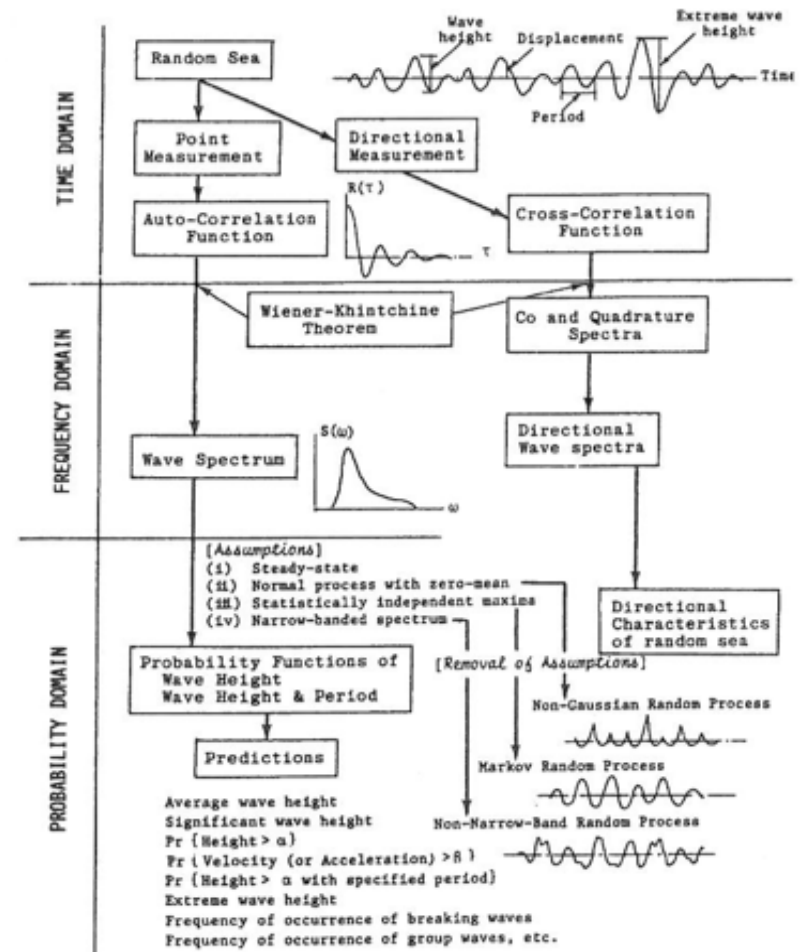 TIME DOMAIN
Random Sea
Wave
height
Displacement
Extreme wave
height
Time
Period
Point
Measurement
Directional
Measurement
R(τ)
τ
Auto-Correlation
Function
Cross-Correlation
Function
FREQUENCY DOMAIN
Wiener-Khintchine
Theorem
Co and Quadrature
Spectra
Directional
Wave spectra
Wave Spectrum
S(ω)
ω
PROBABILITY DOMAIN
[Assumptions]
(i) Steady-state
(ii) Normal process with zero-mean
(iii) Statistically independent maxima
(iv) Narrow-banded spectrum
Directional
Characteristics
of random sea
Probability Functions of
Wave Height
Wave Height & Period
[Removal of Assumptions]
Non-Gaussian Random Process
Predictions
Markov Random Process
Average wave height
Significant wave height
Non-Narrow-Band Random Process
Pr {Height > α}
Pr {Velocity (or Acceleration) > β}
Pr {Height > α with specified period}
Extreme wave height
Frequency of occurrence of breaking waves
Frequency of occurrence of group waves, etc.